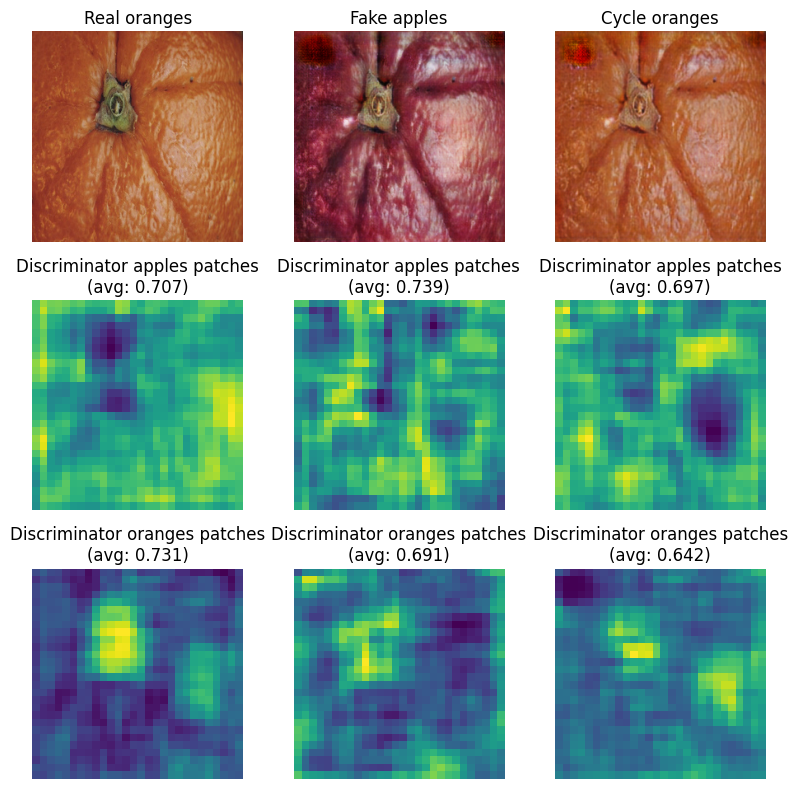 Real oranges
Fake apples
Cycle oranges
Discriminator apples patches
(avg: 0.707)
Discriminator apples patches
(avg: 0.739)
Discriminator apples patches
(avg: 0.697)
Discriminator oranges patches
(avg: 0.731)
Discriminator oranges patches
(avg: 0.691)
Discriminator oranges patches
(avg: 0.642)